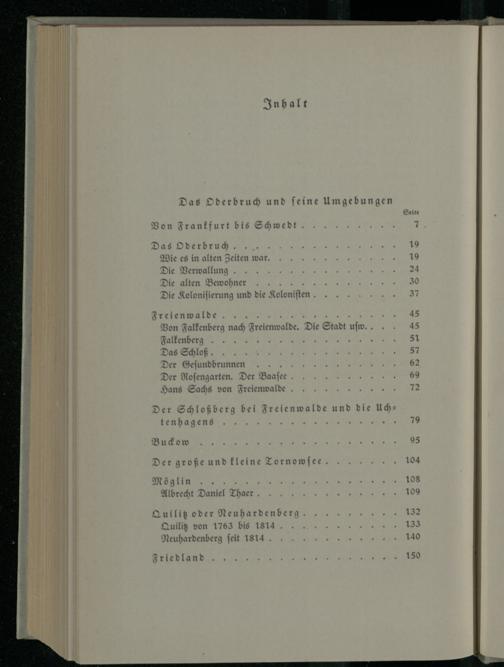 Inhalt
Das Oderbruch und seine Umgebungen
Seite
Von Frankfurt bis Schwedt . . . . . . . . . 7
Das Oderbruch . . . . . . . . . . . . . . . 19
Wie es in alten Zeiten war. . . . . . . . . . . 19
Die Verwallung . . . . . . . . . . . . . . . 24
Die alten Bewohner . . . . . . . . . . . . . 30
Die Kolonisierung und die Kolonisten . . . . . . . . 37
Freienwalde . . . . . . . . . . . . . . . . 45
Von Falkenberg nach Freienwalde. Die Stadt usw. . . . 45
Falkenberg . . . . . . . . . . . . . . . . . 51
Das Schloß . . . . . . . . . . . . . . . . . 57
Der Gesundbrunnen . . . . . . . . . . . . . 62
Der Rosengarten. Der Baasee . . . . . . . . . . 69
Hans Sachs von Freienwalde . . . . . . . . . . 72
Der Schloßberg bei Freienwalde und die Uch-
tenhagens . . . . . . . . . . . . . . . . 79
Buckow . . . . . . . . . . . . . . . . . . 95
Der große und kleine Tornowsee . . . . . . . 104
Möglin . . . . . . . . . . . . . . . . . . 108
Albrecht Daniel Thaer . . . . . . . . . . . . . 109
Quilitz oder Neuhardenberg . . . . . . . . . 132
Quilitz von 1763 bis 1814 . . . . . . . . . . . 133
Neuhardenberg seit 1814 . . . . . . . . . . . . 140
Friedland . . . . . . . . . . . . . . . . . 150